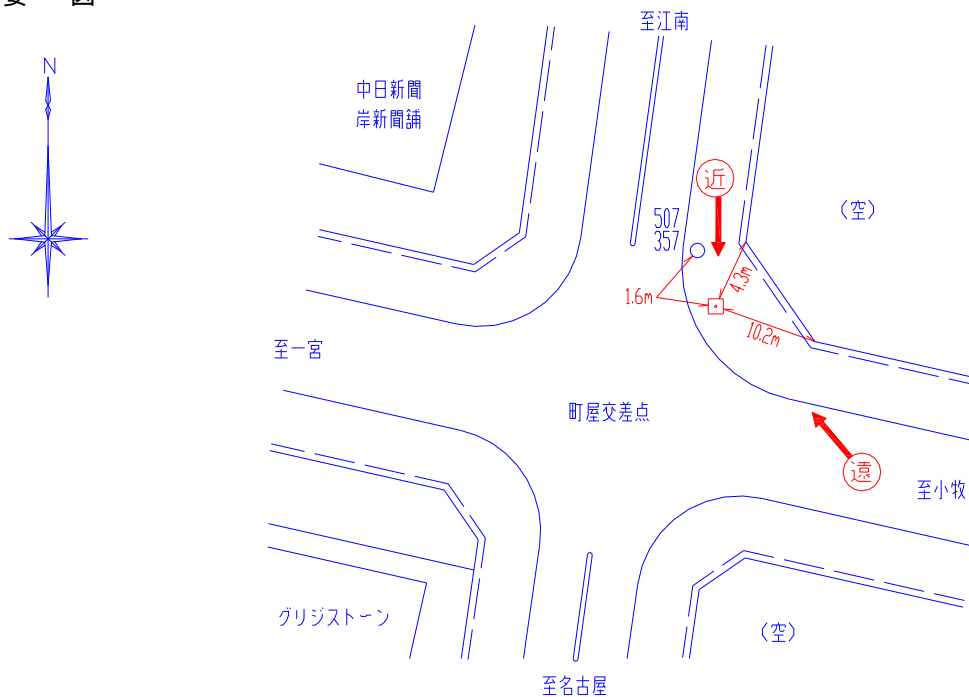 要 図
至江南
N
中日新聞
岸新聞舗
近
(空)
507
357
4.3m
1.6m
10.2m
至一宮
町屋交差点
遠
至小牧
グリジストーン
(空)
至名古屋